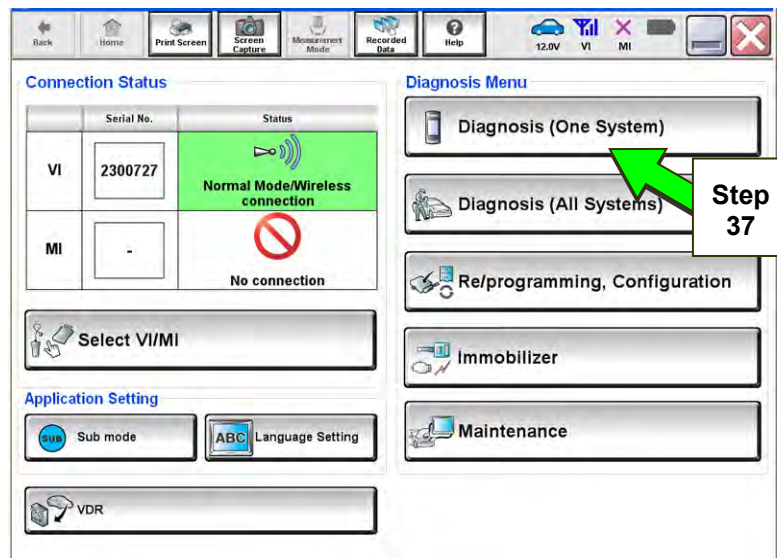 Back
Home
Print Screen
Screen
Capture
Measurement
Mode
Recorded
Data
Help
12.0V
VI
MI
Connection Status
Serial No.
Status
VI
2300727
Normal Mode/Wireless
connection
MI
-
No connection
Select VI/MI
Application Setting
SUB
Sub mode
ABC
Language Setting
VDR
Diagnosis Menu
Diagnosis (One System)
Diagnosis (All Systems)
Re/programming, Configuration
Immobilizer
Maintenance
Step
37